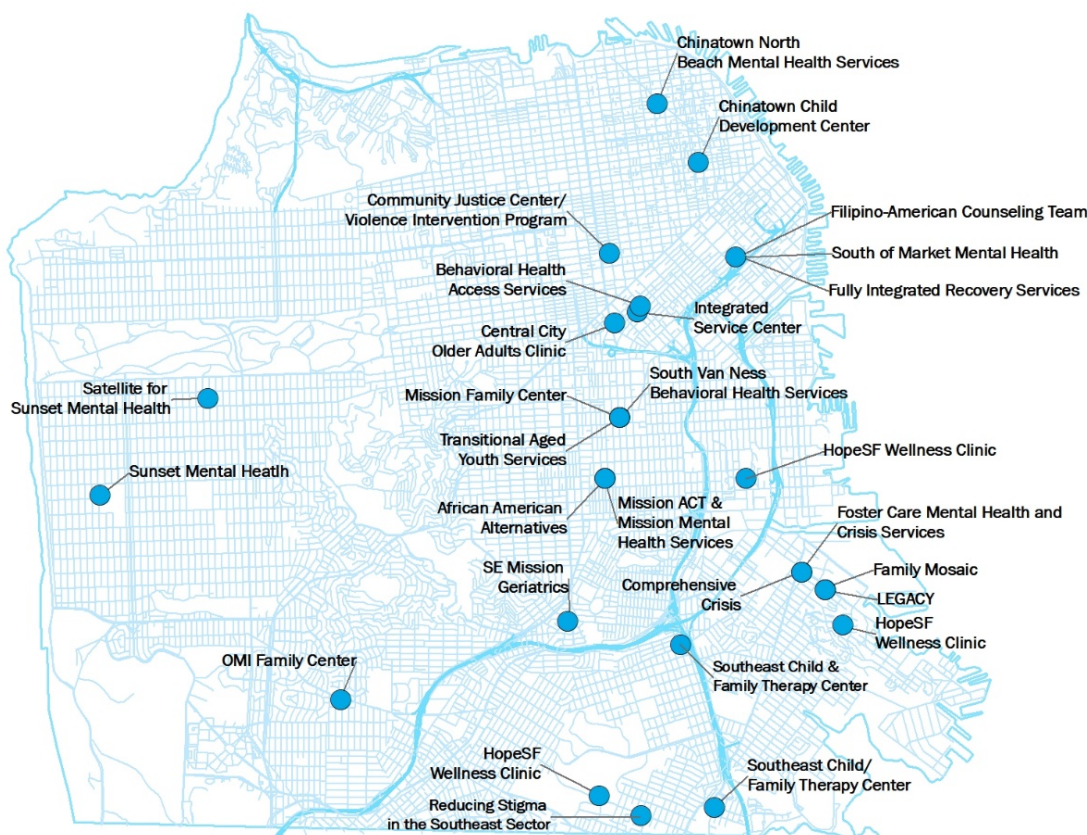 Chinatown North
Beach Mental Health Services
Chinatown Child
Development Center
Community Justice Center/
Violence Intervention Program
Filipino-American Counseling Team
South of Market Mental Health
Fully Integrated Recovery Services
Behavioral Health
Access Services
Integrated
Service Center
Central City
Older Adults Clinic
South Van Ness
Behavioral Health Services
Mission Family Center
Satellite for
Sunset Mental Health
Transitional Aged
Youth Services
HopeSF Wellness Clinic
Sunset Mental Heatlh
African American
Alternatives
Mission ACT &
Mission Mental
Health Services
Foster Care Mental Health and
Crisis Services
SE Mission
Geriatrics
Comprehensive
Crisis
Family Mosaic
LEGACY
HopeSF
Wellness Clinic
OMI Family Center
Southeast Child &
Family Therapy Center
HopeSF
Wellness Clinic
Southeast Child/
Family Therapy Center
Reducing Stigma
in the Southeast Sector